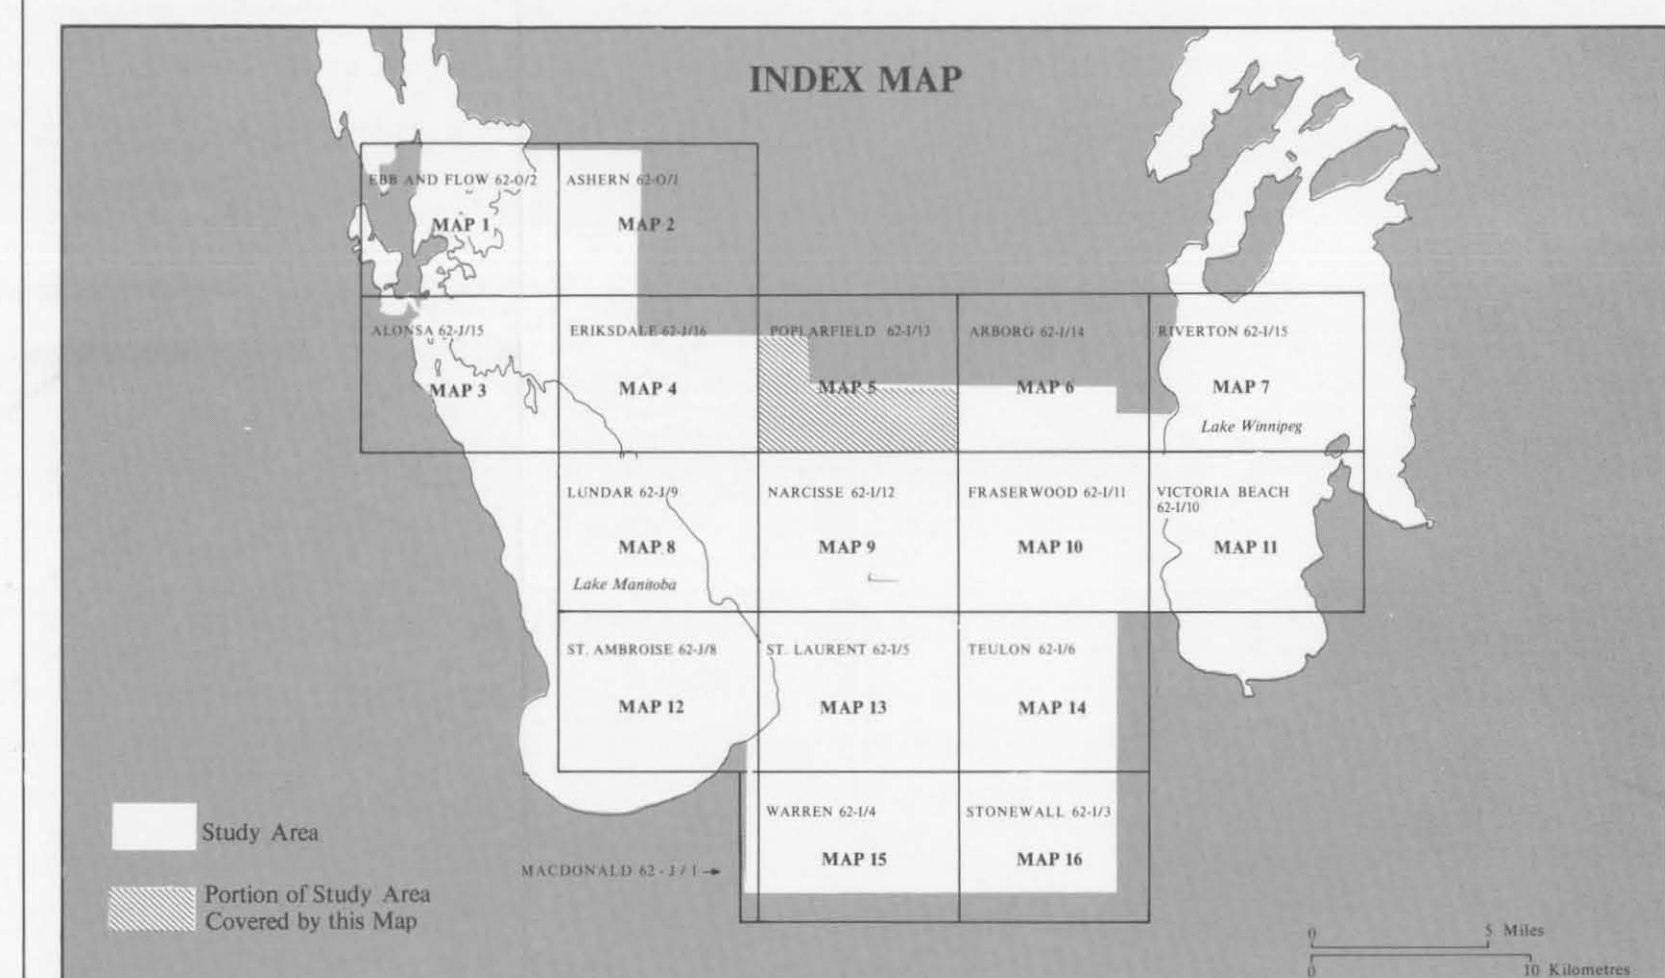 INDEX MAP
EBB AND FLOW 62-O/2
MAP 1
ASHERN 62-O/1
MAP 2
ALONSA 62-J/15
MAP 3
ERIKSDALE 62-J/16
MAP 4
POPLARFIELD 62-I/13
MAP 5
ARBORG 62-I/14
MAP 6
RIVERTON 62-I/15
MAP 7
Lake Winnipeg
LUNDAR 62-J/9
MAP 8
Lake Manitoba
NARCISSE 62-I/12
MAP 9
FRASERWOOD 62-I/11
MAP 10
VICTORIA BEACH
62-I/10
MAP 11
ST. AMBROISE 62-J/8
MAP 12
ST. LAURENT 62-I/5
MAP 13
TEULON 62-I/6
MAP 14
WARREN 62-I/4
MAP 15
STONEWALL 62-I/3
MAP 16
MACDONALD 62-J/1
Study Area
Portion of Study Area
Covered by this Map
0 5 Miles
0 10 Kilometres